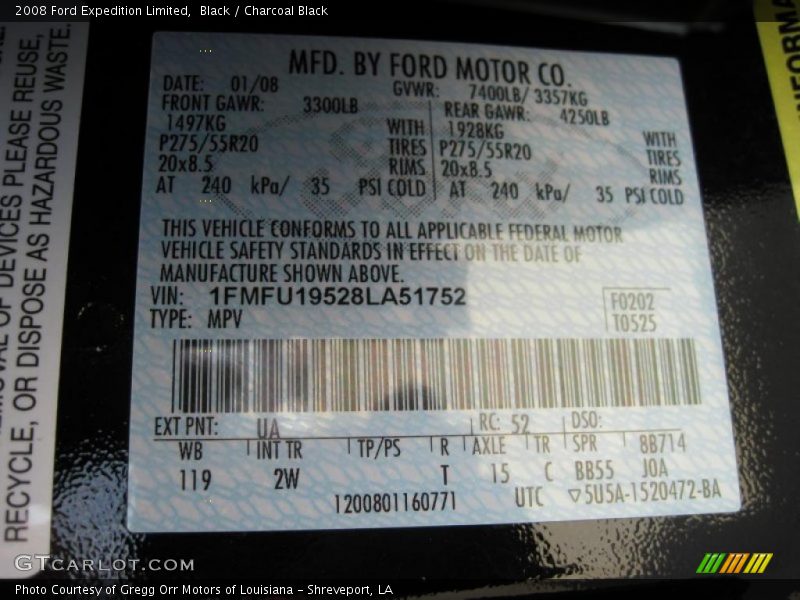 2008 Ford Expedition Limited,  Black / Charcoal Black
MFD. BY FORD MOTOR CO.
DATE: 01/08 GVWR: 7400LB/ 3357KG
FRONT GAWR: 3300LB REAR GAWR: 4250LB
1497KG WITH 1928KG WITH
P275/55R20 TIRES P275/55R20 TIRES
20x8.5 RIMS 20x8.5 RIMS
AT 240 kPa/ 35 PSI COLD AT 240 kPa/ 35 PSI COLD
THIS VEHICLE CONFORMS TO ALL APPLICABLE FEDERAL MOTOR
VEHICLE SAFETY STANDARDS IN EFFECT ON THE DATE OF
MANUFACTURE SHOWN ABOVE.
VIN: 1FMFU19528LA51752 F0202
TYPE: MPV T0525
EXT PNT: UA RC: 52 DSO:
WB INT TR TP/PS R AXLE TR SPR 8B714
119 2W T 15 C BB55 JOA
1200801160771 UTC ▽5U5A-1520472-BA
OF DEVICES PLEASE REUSE,
RECYCLE, OR DISPOSE AS HAZARDOUS WASTE.
GTCarLot.com
Photo Courtesy of Gregg Orr Motors of Louisiana - Shreveport, LA